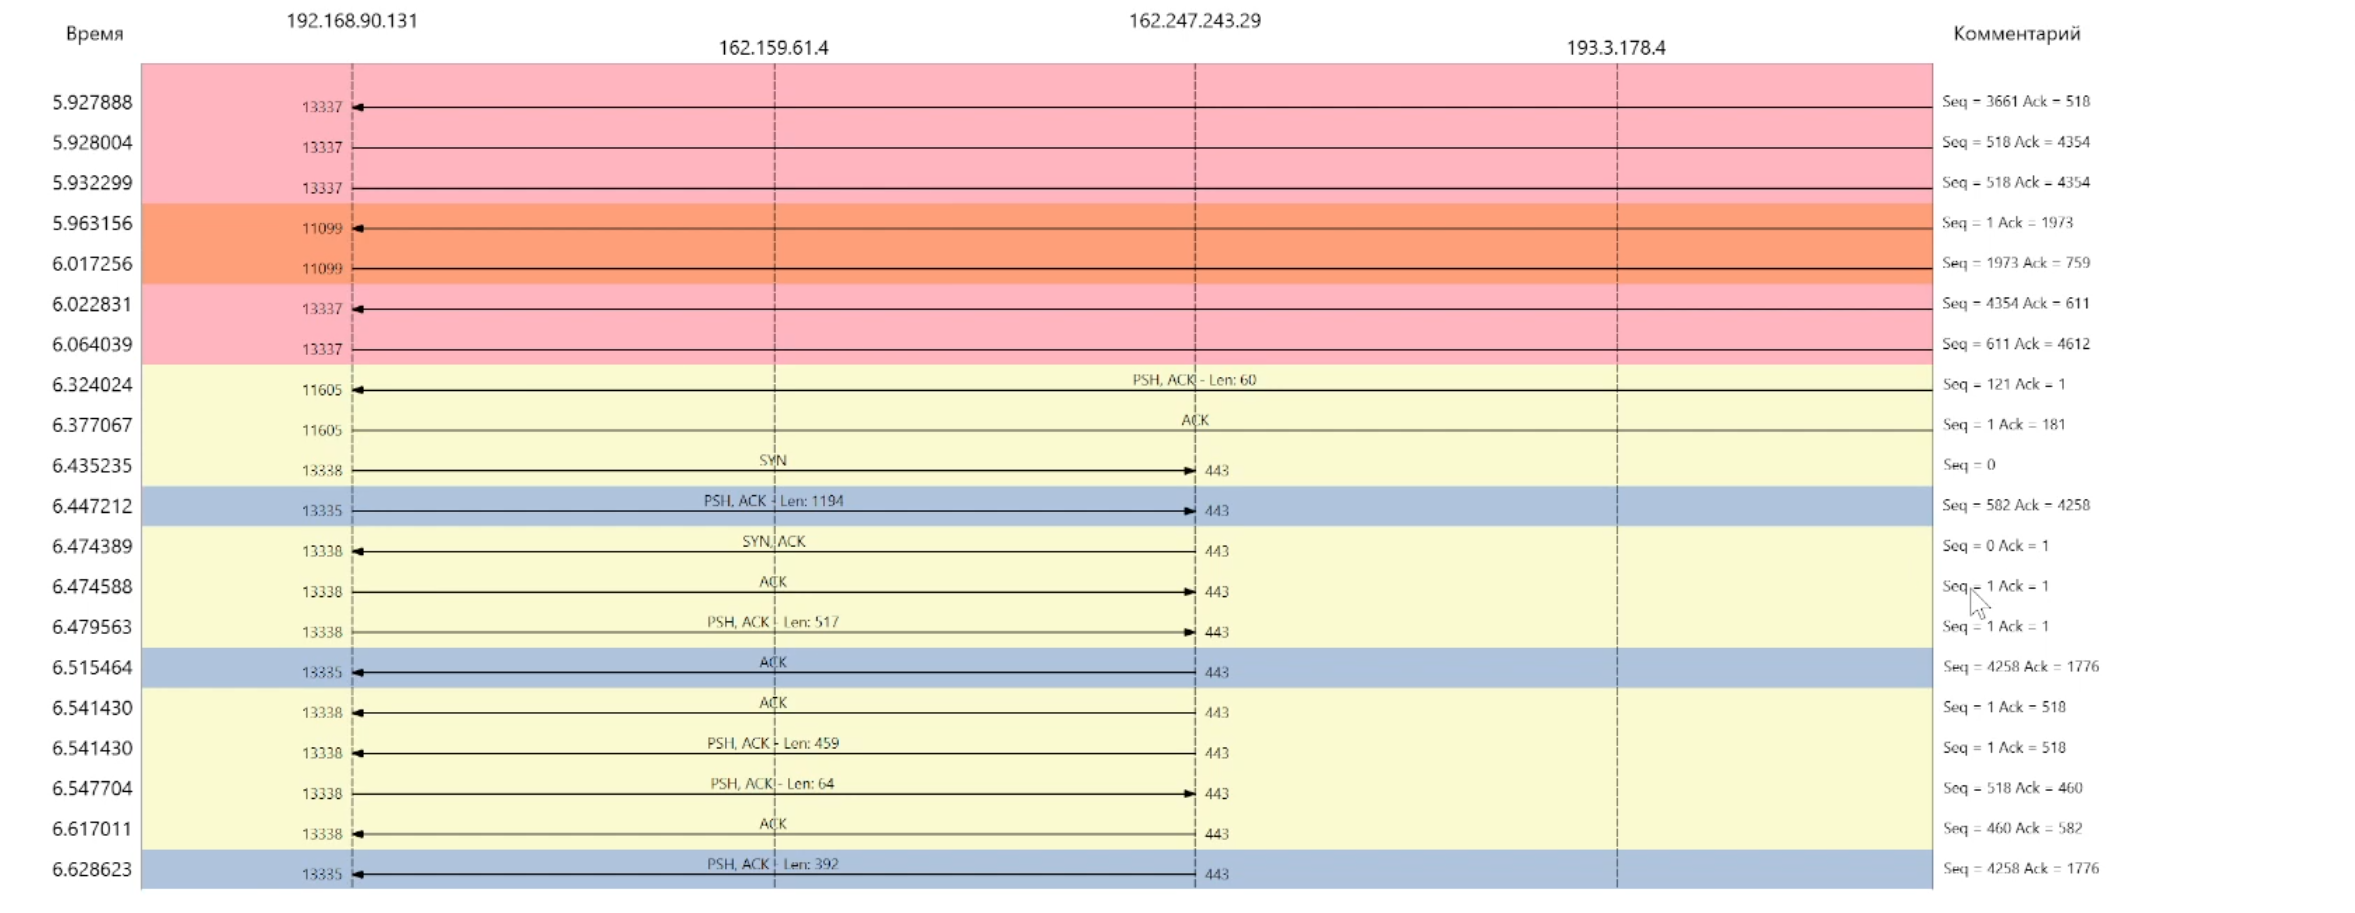 192.168.90.131 162.247.243.29
Время 162.159.61.4 193.3.178.4 Комментарий
5.927888 13337 Seq = 3661 Ack = 518
5.928004 13337 Seq = 518 Ack = 4354
5.932299 13337 Seq = 518 Ack = 4354
5.963156 11099 Seq = 1 Ack = 1973
6.017256 11099 Seq = 1973 Ack = 759
6.022831 13337 Seq = 4354 Ack = 611
6.064039 13337 Seq = 611 Ack = 4612
6.324024 11605 PSH, ACK - Len: 60 Seq = 121 Ack = 1
6.377067 11605 ACK Seq = 1 Ack = 181
6.435235 13338 SYN 443 Seq = 0
6.447212 13335 PSH, ACK - Len: 1194 443 Seq = 582 Ack = 4258
6.474389 13338 SYN, ACK 443 Seq = 0 Ack = 1
6.474588 13338 ACK 443 Seq = 1 Ack = 1
6.479563 13338 PSH, ACK - Len: 517 443 Seq = 1 Ack = 1
6.515464 13335 ACK 443 Seq = 4258 Ack = 1776
6.541430 13338 ACK 443 Seq = 1 Ack = 518
6.541430 13338 PSH, ACK - Len: 459 443 Seq = 1 Ack = 518
6.547704 13338 PSH, ACK - Len: 64 443 Seq = 518 Ack = 460
6.617011 13338 ACK 443 Seq = 460 Ack = 582
6.628623 13335 PSH, ACK - Len: 392 443 Seq = 4258 Ack = 1776